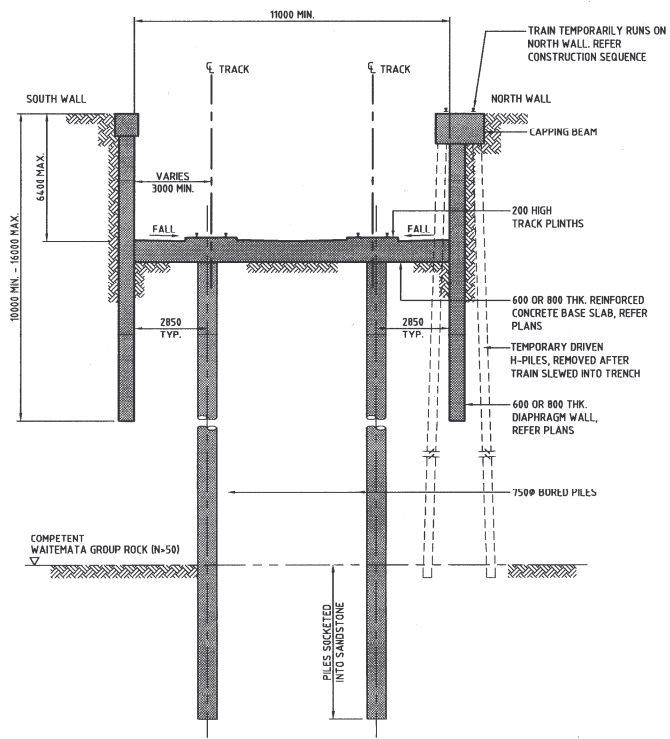 11000 MIN.
TRAIN TEMPORARILY RUNS ON
NORTH WALL. REFER
CONSTRUCTION SEQUENCE
℄ TRACK
℄ TRACK
SOUTH WALL
NORTH WALL
CAPPING BEAM
6400 MAX.
VARIES
3000 MIN.
200 HIGH
TRACK PLINTHS
FALL
FALL
10000 MIN. - 16000 MAX.
600 OR 800 THK. REINFORCED
CONCRETE BASE SLAB, REFER
PLANS
2850
TYP.
2850
TYP.
TEMPORARY DRIVEN
H-PILES, REMOVED AFTER
TRAIN SLEWED INTO TRENCH
600 OR 800 THK.
DIAPHRAGM WALL,
REFER PLANS
750Ø BORED PILES
COMPETENT
WAITEMATA GROUP ROCK (N>50)
PILES SOCKETED
INTO SANDSTONE